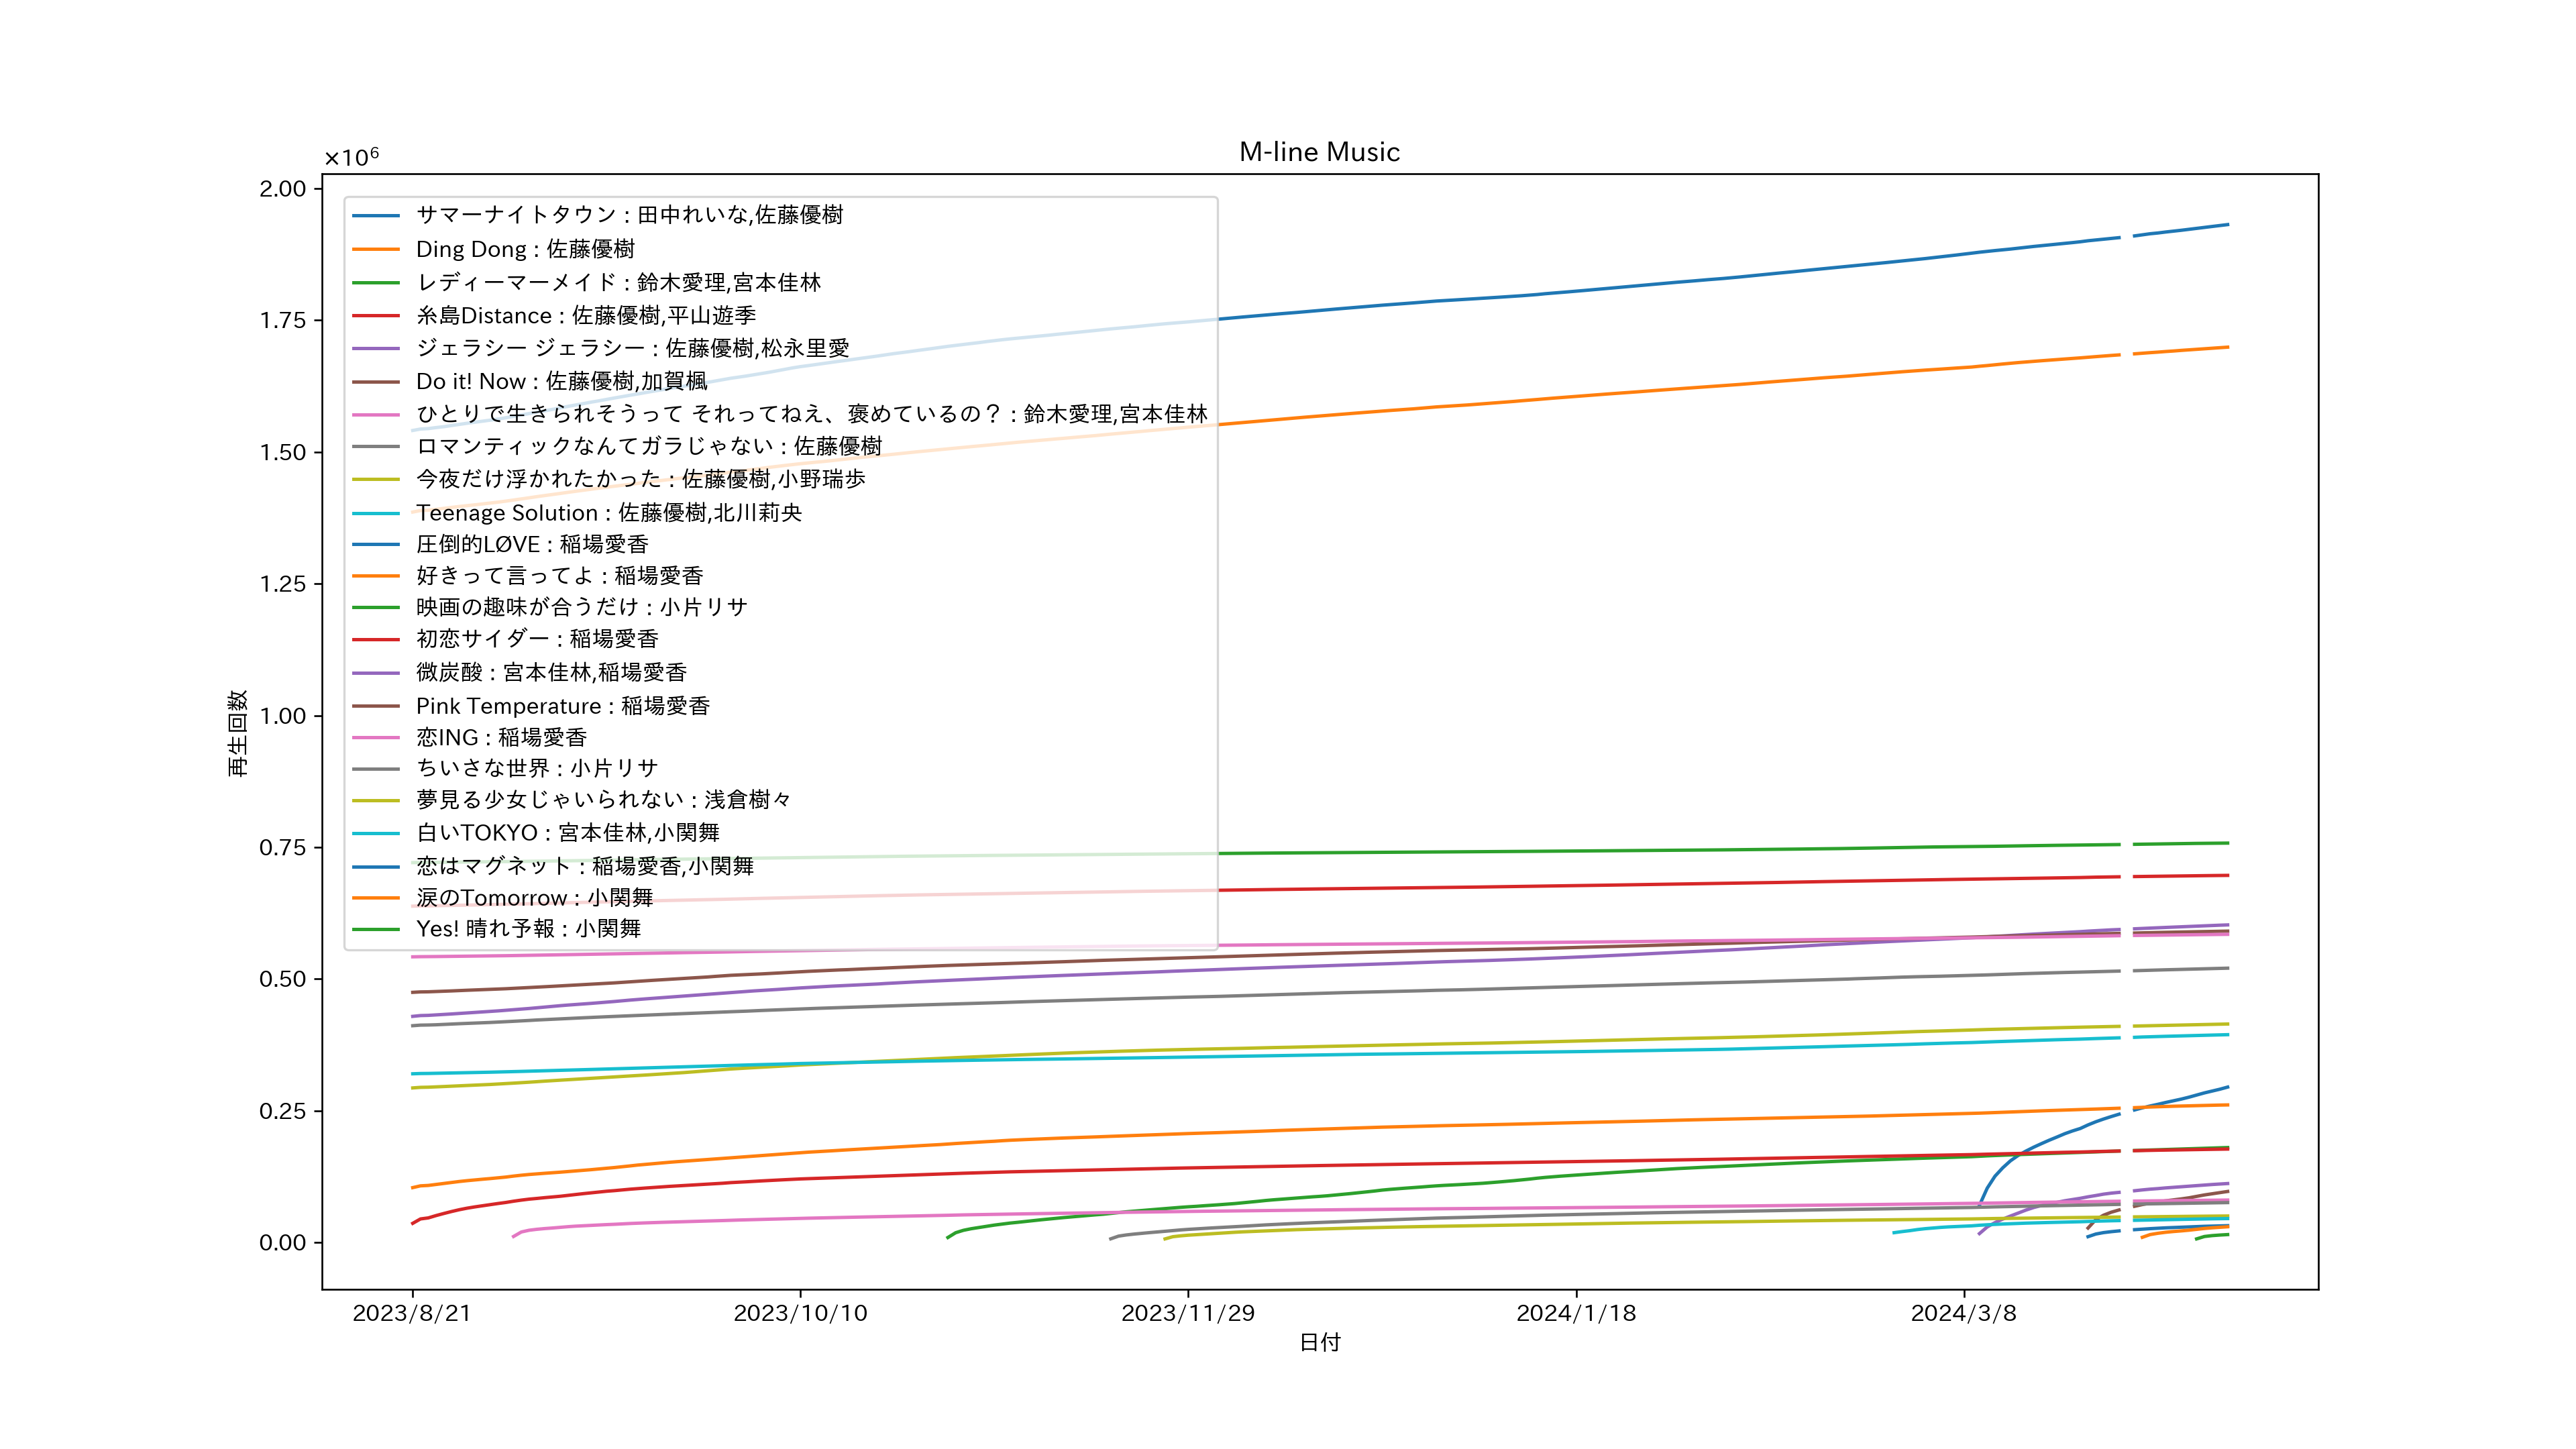 M-line Music
×10⁶
2.00
1.75
1.50
1.25
1.00
0.75
0.50
0.25
0.00
再生回数
サマーナイトタウン : 田中れいな,佐藤優樹
Ding Dong : 佐藤優樹
レディーマーメイド : 鈴木愛理,宮本佳林
糸島Distance : 佐藤優樹,平山遊季
ジェラシー ジェラシー : 佐藤優樹,松永里愛
Do it! Now : 佐藤優樹,加賀楓
ひとりで生きられそうって それってねえ、褒めているの？ : 鈴木愛理,宮本佳林
ロマンティックなんてガラじゃない : 佐藤優樹
今夜だけ浮かれたかった : 佐藤優樹,小野瑞歩
Teenage Solution : 佐藤優樹,北川莉央
圧倒的LØVE : 稲場愛香
好きって言ってよ : 稲場愛香
映画の趣味が合うだけ : 小片リサ
初恋サイダー : 稲場愛香
微炭酸 : 宮本佳林,稲場愛香
Pink Temperature : 稲場愛香
恋ING : 稲場愛香
ちいさな世界 : 小片リサ
夢見る少女じゃいられない : 浅倉樹々
白いTOKYO : 宮本佳林,小関舞
恋はマグネット : 稲場愛香,小関舞
涙のTomorrow : 小関舞
Yes! 晴れ予報 : 小関舞
2023/8/21
2023/10/10
2023/11/29
2024/1/18
2024/3/8
日付